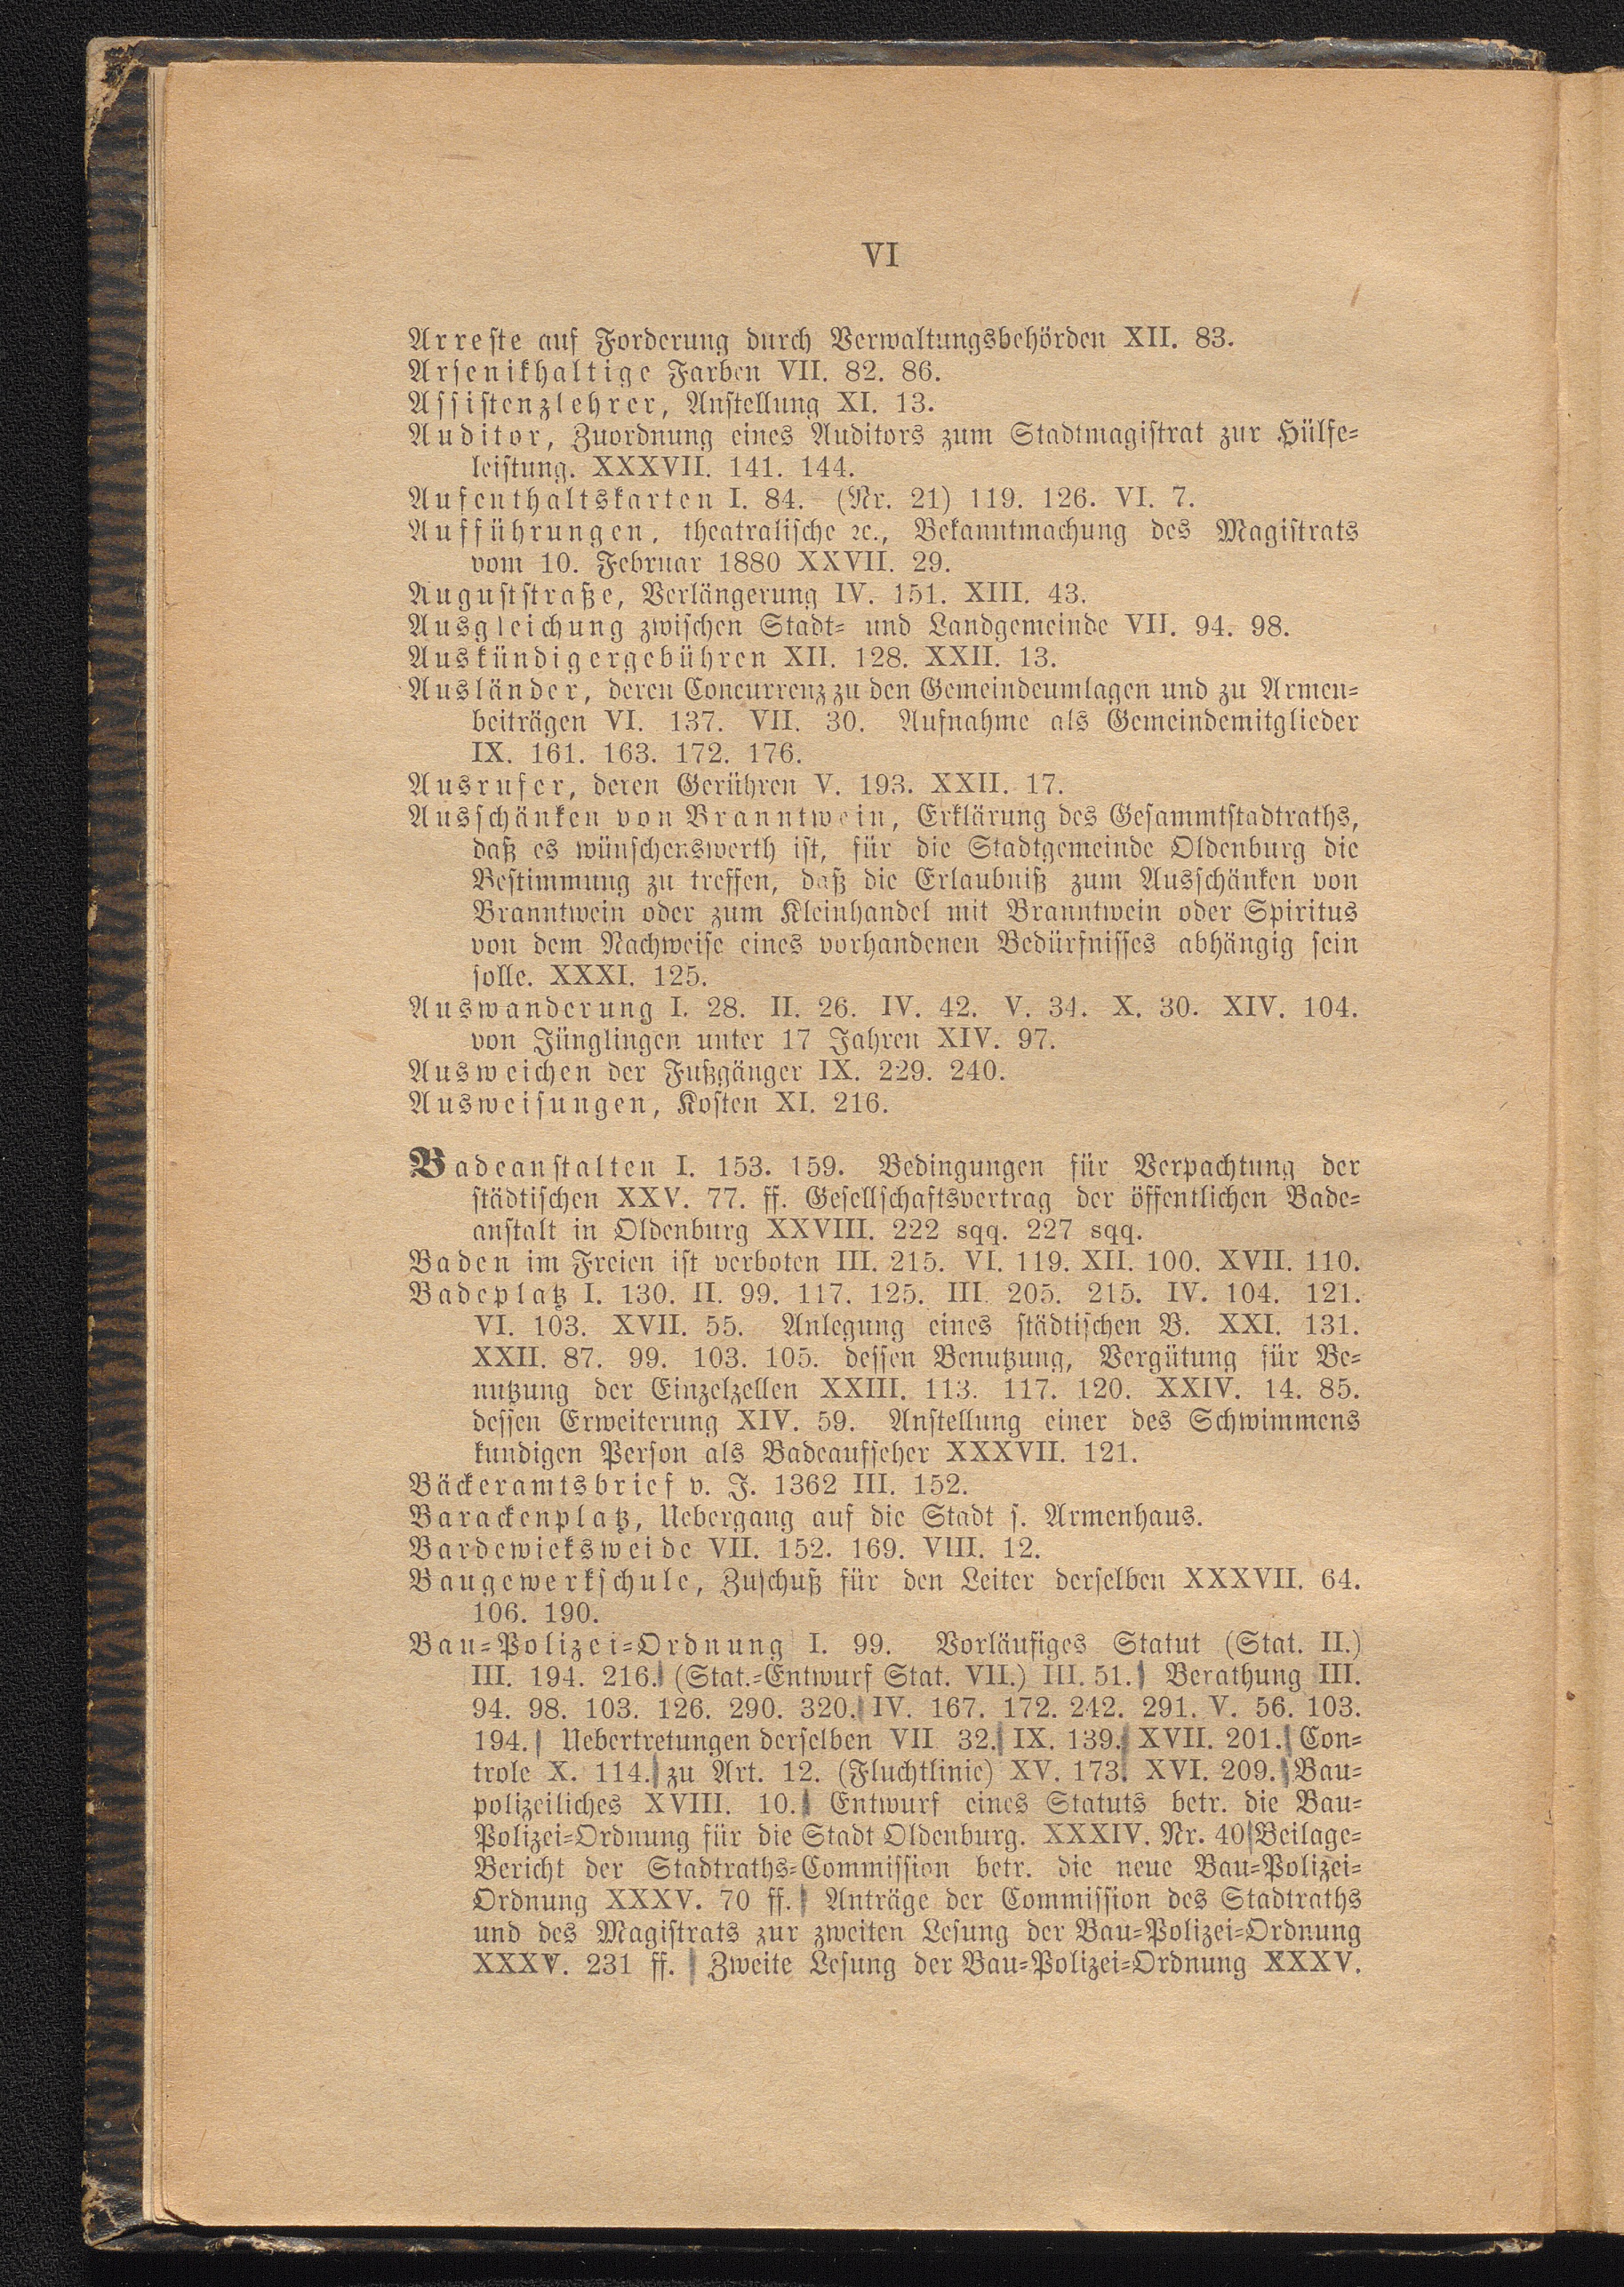 VI
Arreste auf Forderung durch Verwaltungsbehörden XII. 83.
Arsenikhaltige Farben VII. 82. 86.
Assistenzlehrer, Anstellung XI. 13.
Auditor, Zuordnung eines Auditors zum Stadtmagistrat zur Hülfe-
leistung. XXXVII. 141. 144.
Aufenthaltskarten I. 84. (Nr. 21) 119. 126. VI. 7.
Aufführungen, theatralische ꝛc., Bekanntmachung des Magistrats
vom 10. Februar 1880 XXVII. 29.
Auguststraße, Verlängerung IV. 151. XIII. 43.
Ausgleichung zwischen Stadt- und Landgemeinde VII. 94. 98.
Auskündigergebühren XII. 128. XXII. 13.
Ausländer, deren Concurrenz zu den Gemeindeumlagen und zu Armen-
beiträgen VI. 137. VII. 30. Aufnahme als Gemeindemitglieder
IX. 161. 163. 172. 176.
Ausrufer, deren Gerühren V. 193. XXII. 17.
Ausschänken von Branntwein, Erklärung des Gesammtstadtraths,
daß es wünschenswerth ist, für die Stadtgemeinde Oldenburg die
Bestimmung zu treffen, daß die Erlaubniß zum Ausschänken von
Branntwein oder zum Kleinhandel mit Branntwein oder Spiritus
von dem Nachweise eines vorhandenen Bedürfnisses abhängig sein
solle. XXXI. 125.
Auswanderung I. 28. II. 26. IV. 42. V. 34. X. 30. XIV. 104.
von Jünglingen unter 17 Jahren XIV. 97.
Ausweichen der Fußgänger IX. 229. 240.
Ausweisungen, Kosten XI. 216.
Badeanstalten I. 153. 159. Bedingungen für Verpachtung der
städtischen XXV. 77. ff. Gesellschaftsvertrag der öffentlichen Bade-
anstalt in Oldenburg XXVIII. 222 sqq. 227 sqq.
Baden im Freien ist verboten III. 215. VI. 119. XII. 100. XVII. 110.
Badeplatz I. 130. II. 99. 117. 125. III. 205. 215. IV. 104. 121.
VI. 103. XVII. 55. Anlegung eines städtischen B. XXI. 131.
XXII. 87. 99. 103. 105. dessen Benutzung, Vergütung für Be-
nutzung der Einzelzellen XXIII. 113. 117. 120. XXIV. 14. 85.
dessen Erweiterung XIV. 59. Anstellung einer des Schwimmens
kundigen Person als Badeaufseher XXXVII. 121.
Bäckeramtsbrief v. J. 1362 III. 152.
Barackenplatz, Uebergang auf die Stadt s. Armenhaus.
Bardewieksweide VII. 152. 169. VIII. 12.
Baugewerkschule, Zuschuß für den Leiter derselben XXXVII. 64.
106. 190.
Bau-Polizei-Ordnung I. 99. Vorläufiges Statut (Stat. II.)
III. 194. 216. (Stat.-Entwurf Stat. VII.) III. 51. Berathung III.
94. 98. 103. 126. 290. 320. IV. 167. 172. 242. 291. V. 56. 103.
194. Uebertretungen derselben VII 32. IX. 139. XVII. 201. Con-
trole X. 114. zu Art. 12. (Fluchtlinie) XV. 173. XVI. 209. Bau-
polizeiliches XVIII. 10. Entwurf eines Statuts betr. die Bau-
Polizei-Ordnung für die Stadt Oldenburg. XXXIV. Nr. 40 Beilage-
Bericht der Stadtraths-Commission betr. die neue Bau-Polizei-
Ordnung XXXV. 70 ff. Anträge der Commission des Stadtraths
und des Magistrats zur zweiten Lesung der Bau-Polizei-Ordnung
XXXV. 231 ff. Zweite Lesung der Bau-Polizei-Ordnung XXXV.